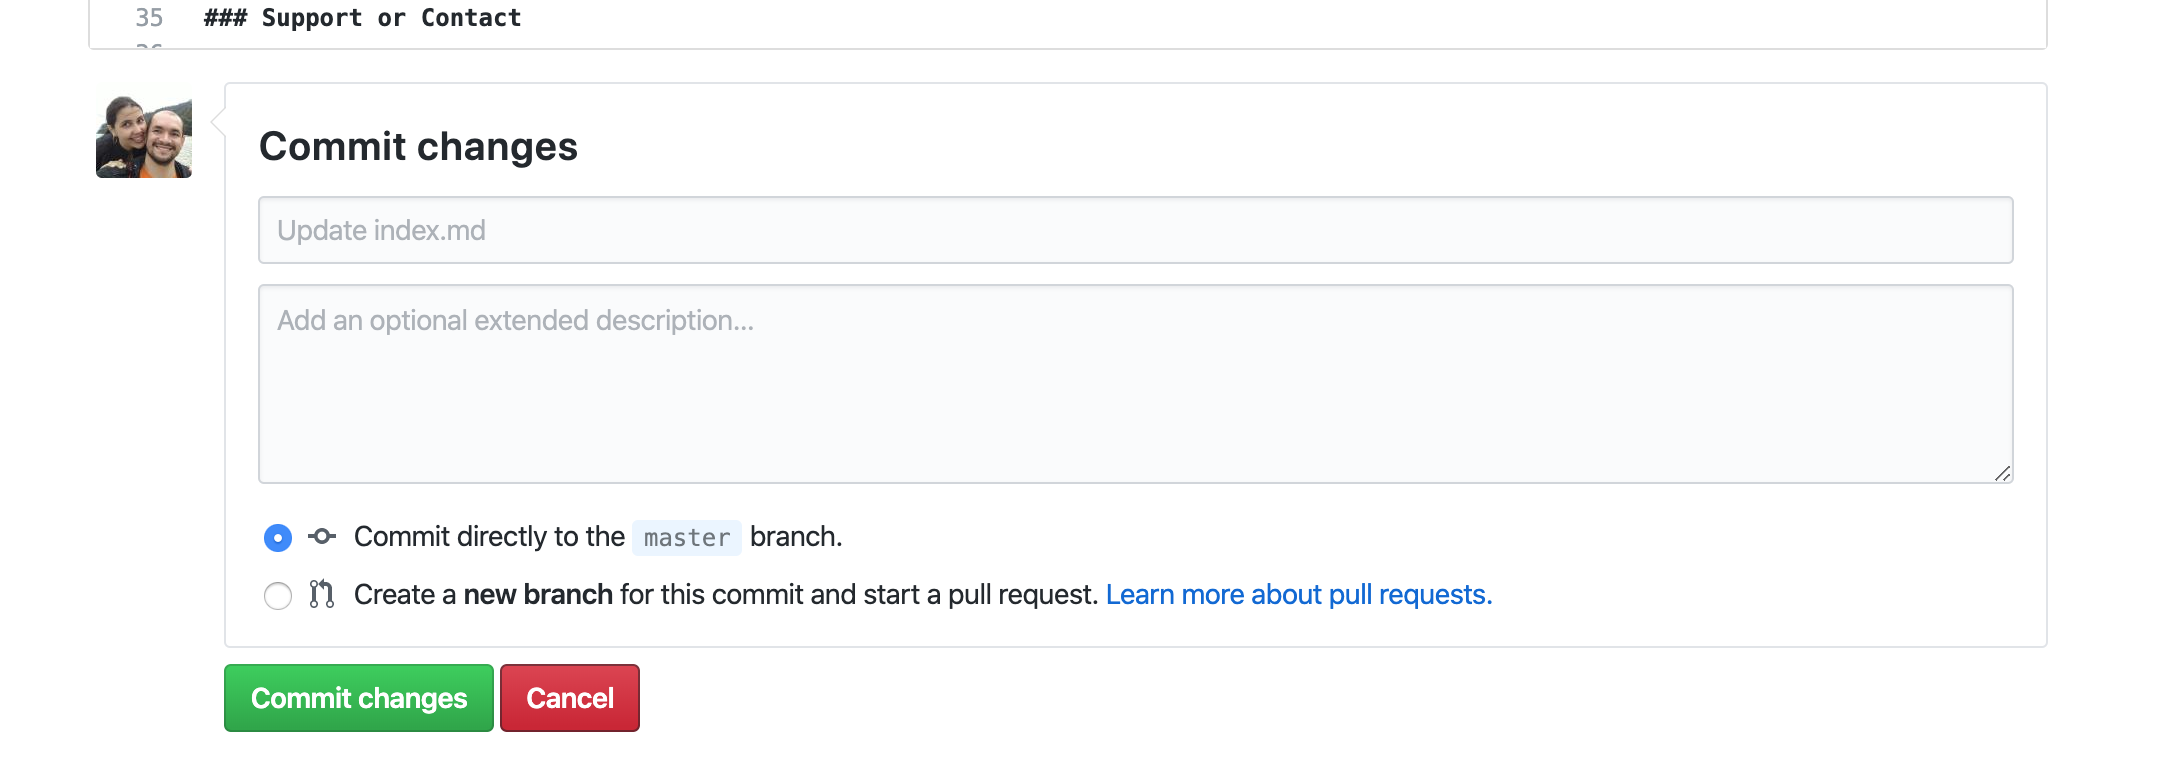 35 ### Support or Contact
Commit changes
Update index.md
Add an optional extended description...
Commit directly to the master branch.
Create a new branch for this commit and start a pull request. Learn more about pull requests.
Commit changes Cancel